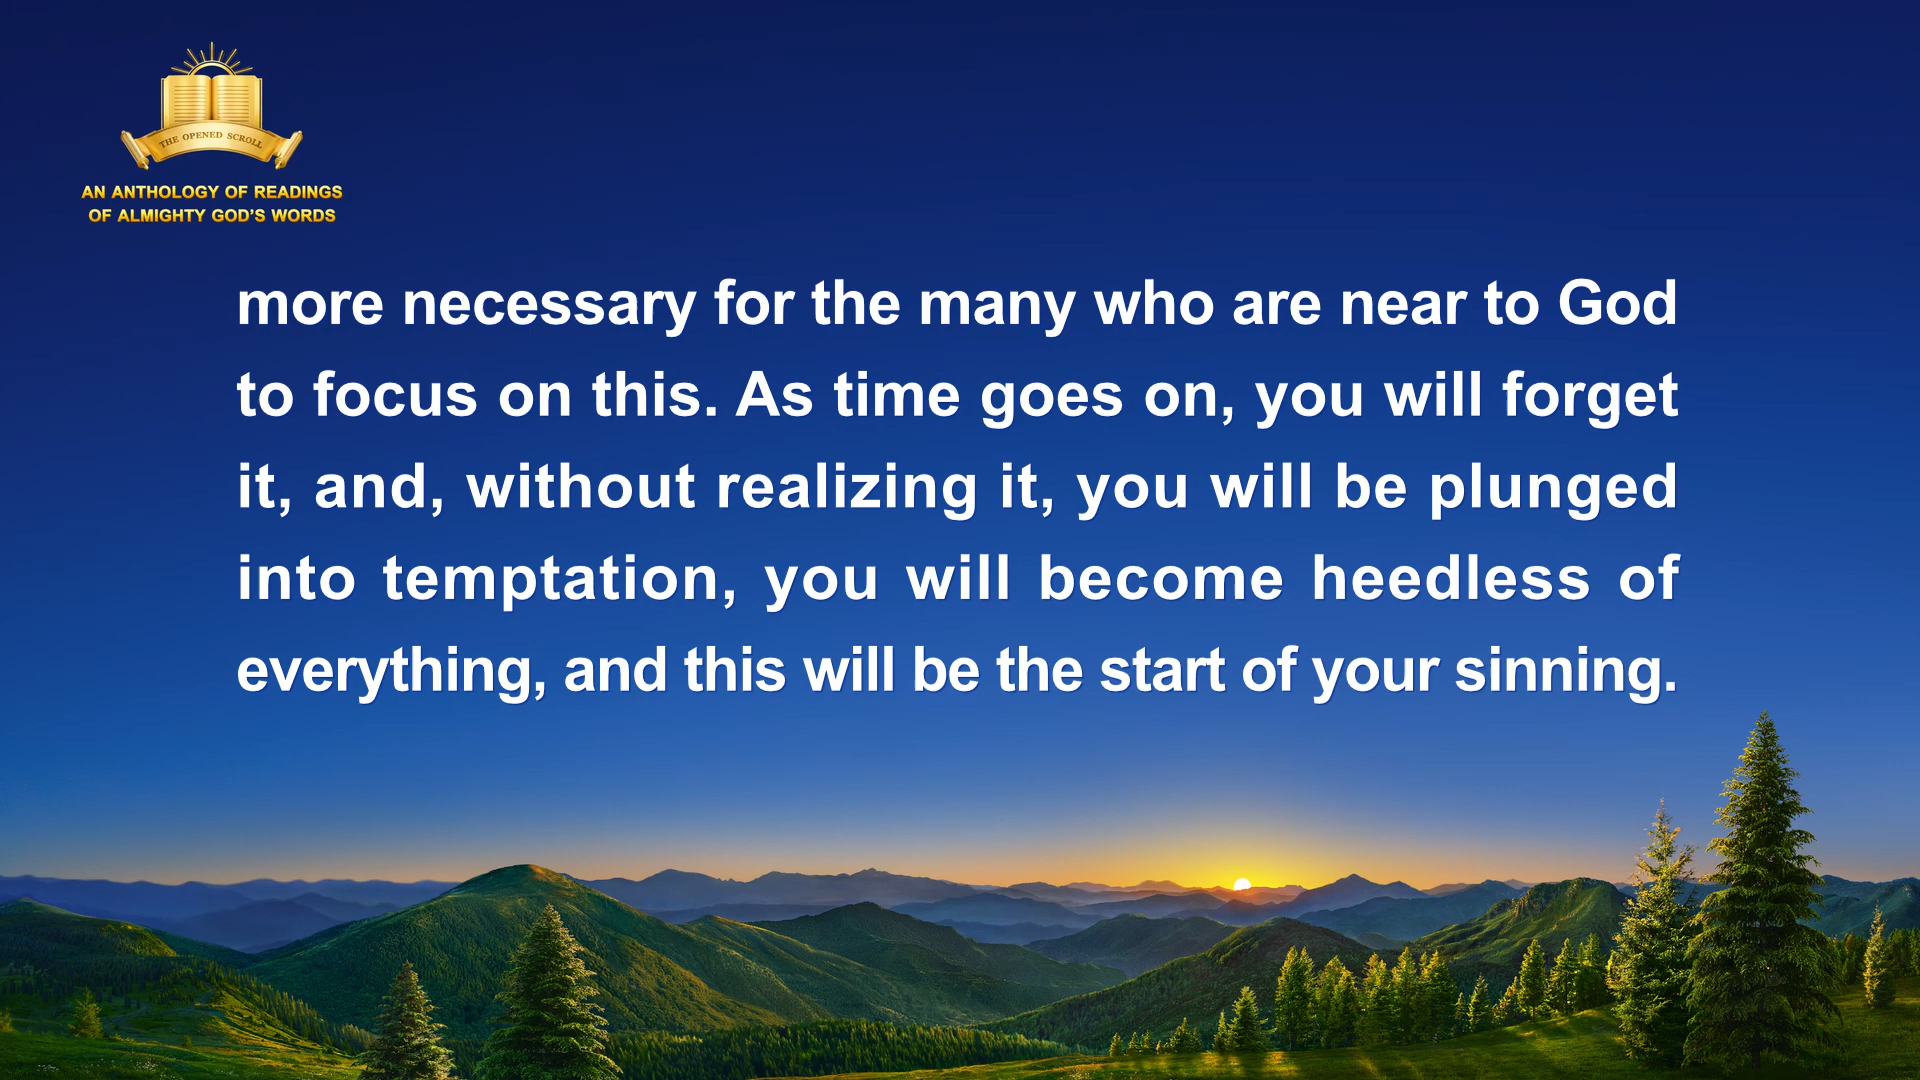 THE OPENED SCROLL
AN ANTHOLOGY OF READINGS
OF ALMIGHTY GOD'S WORDS
more necessary for the many who are near to God
to focus on this. As time goes on, you will forget
it, and, without realizing it, you will be plunged
into temptation, you will become heedless of
everything, and this will be the start of your sinning.